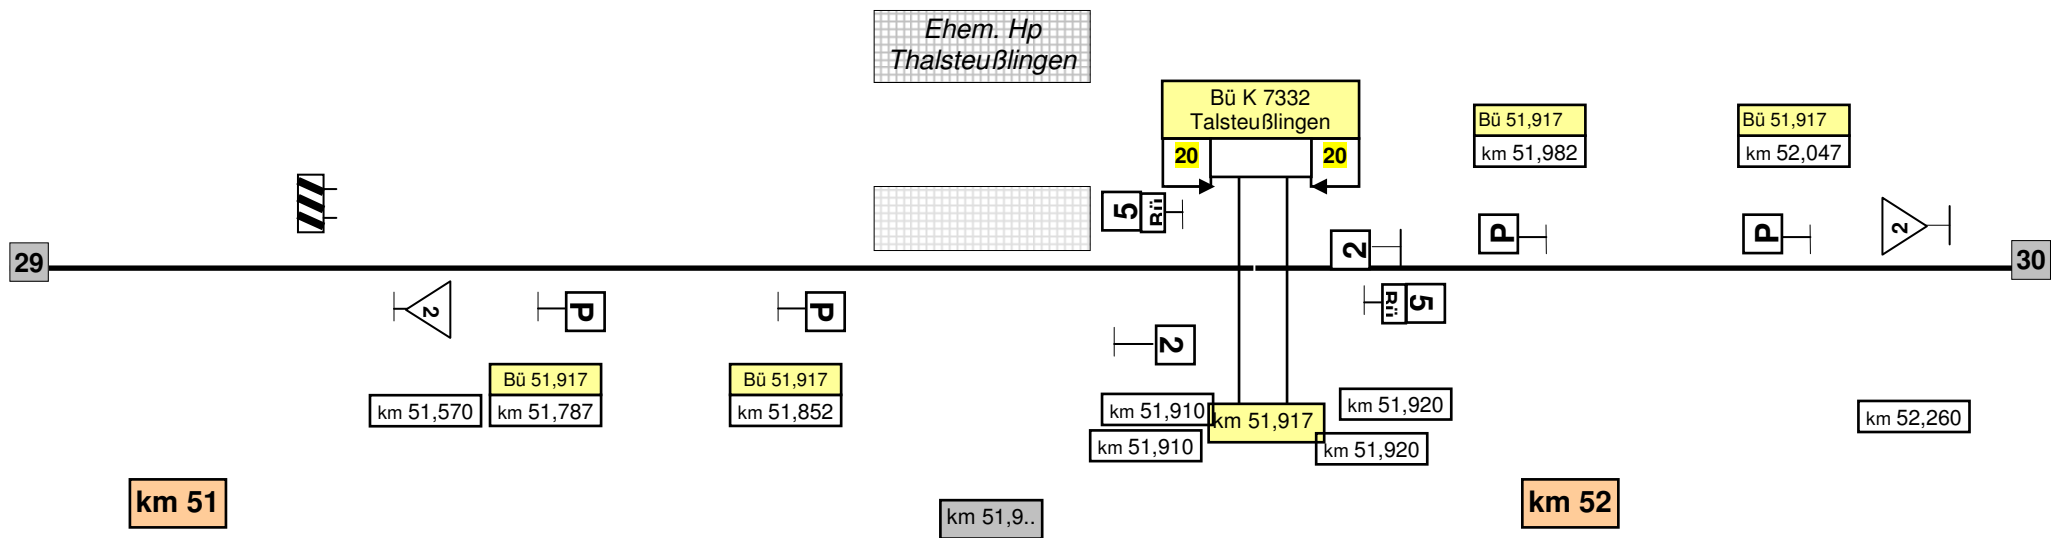 Ehem. Hp
Thalsteußlingen
Bü K 7332
Talsteußlingen
20
20
Bü 51,917
km 51,982
Bü 51,917
km 52,047
5
Rü
2
P
P
2
29
30
2
P
P
2
Rü
5
Bü 51,917
km 51,787
Bü 51,917
km 51,852
km 51,570
km 51,910
km 51,917
km 51,920
km 51,910
km 51,920
km 52,260
km 51
km 51,9..
km 52